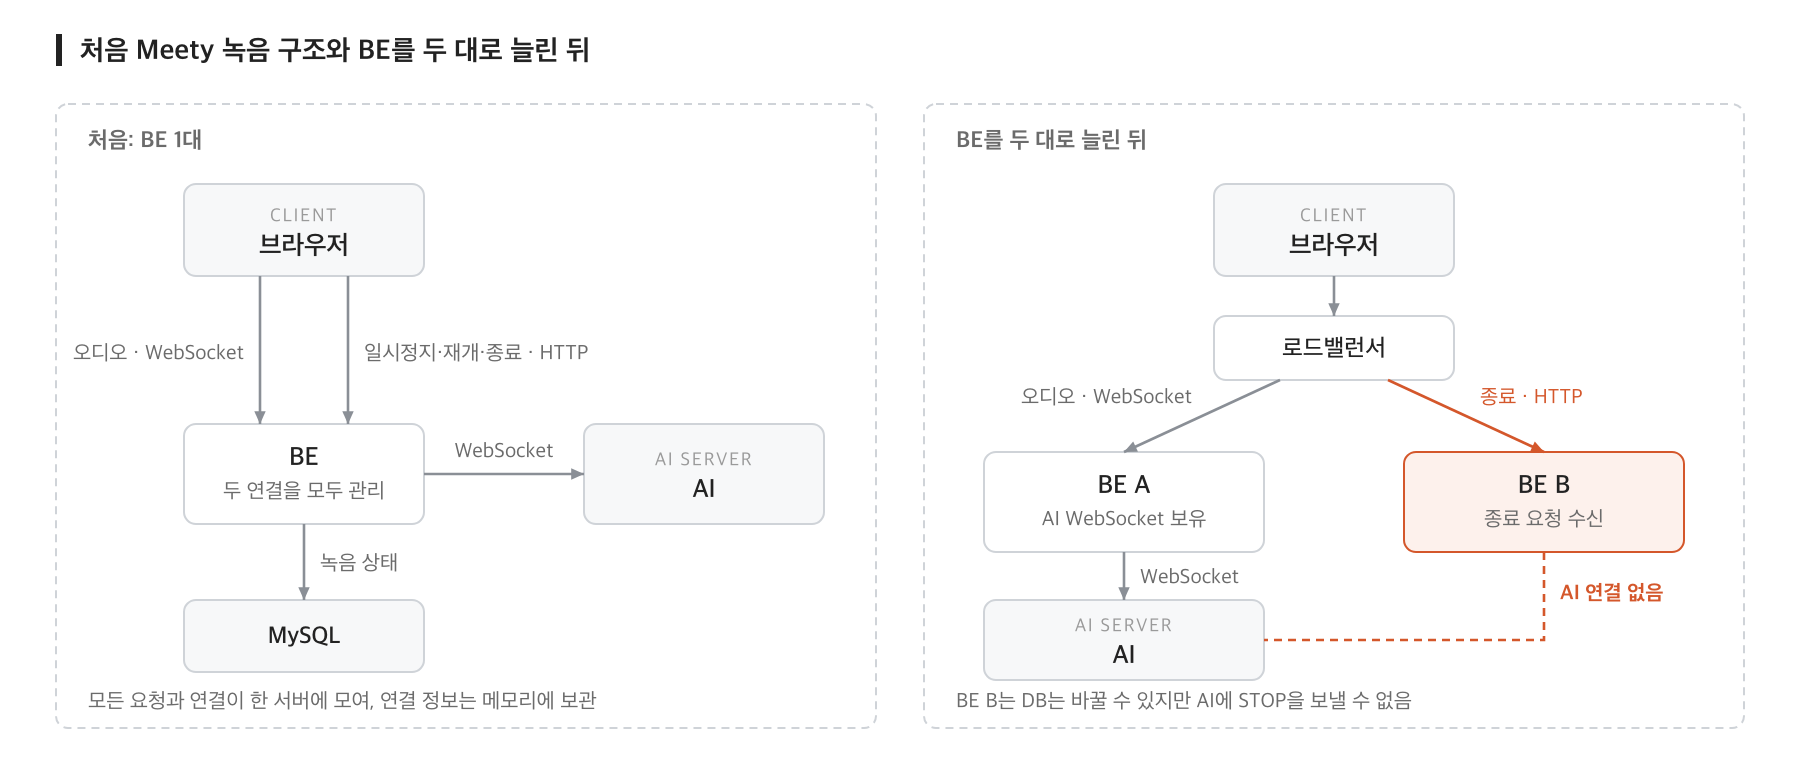 처음 Meety 녹음 구조와 BE를 두 대로 늘린 뒤
처음: BE 1대
CLIENT
브라우저
오디오 · WebSocket
일시정지·재개·종료 · HTTP
BE
두 연결을 모두 관리
WebSocket
AI SERVER
AI
녹음 상태
MySQL
모든 요청과 연결이 한 서버에 모여, 연결 정보는 메모리에 보관
BE를 두 대로 늘린 뒤
CLIENT
브라우저
로드밸런서
오디오 · WebSocket
종료 · HTTP
BE A
AI WebSocket 보유
BE B
종료 요청 수신
WebSocket
AI 연결 없음
AI SERVER
AI
BE B는 DB는 바꿀 수 있지만 AI에 STOP을 보낼 수 없음